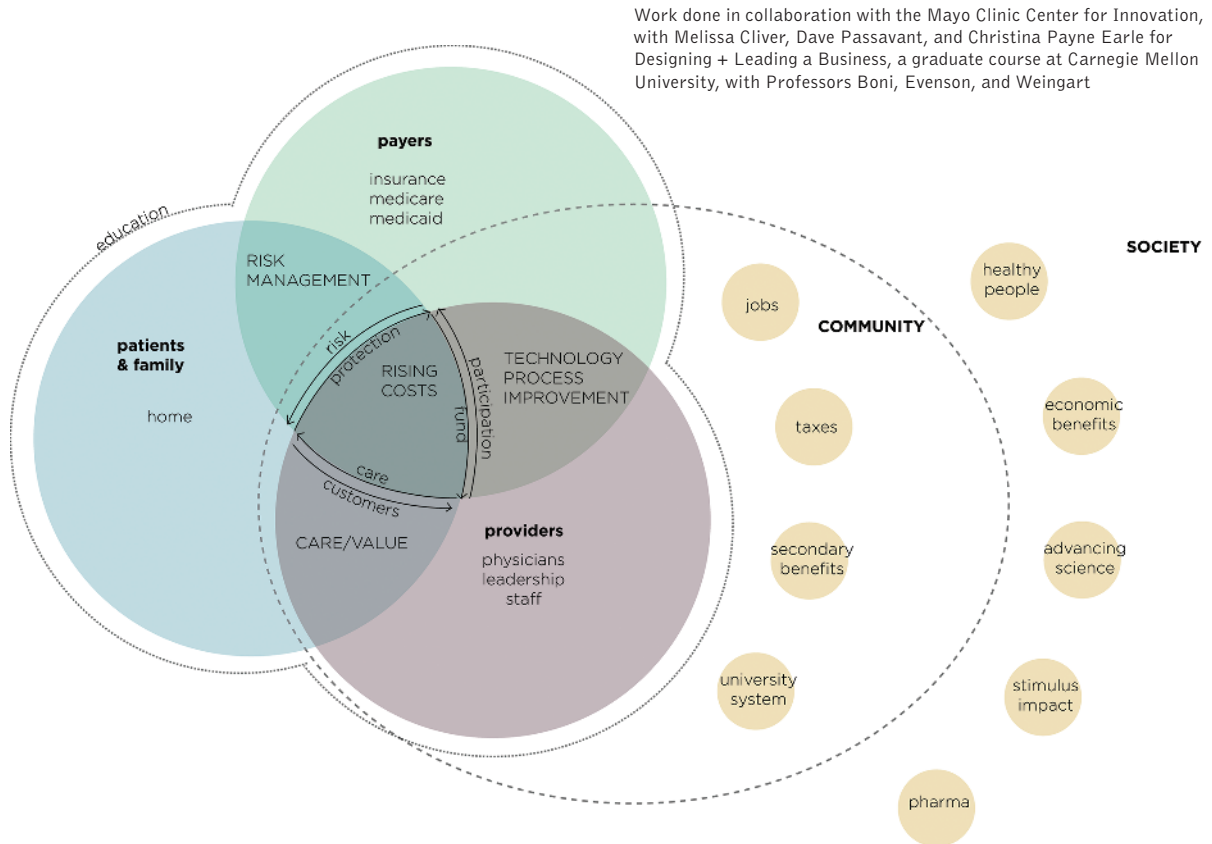 Work done in collaboration with the Mayo Clinic Center for Innovation,
with Melissa Cliver, Dave Passavant, and Christina Payne Earle for
Designing + Leading a Business, a graduate course at Carnegie Mellon
University, with Professors Boni, Evenson, and Weingart
payers
insurance
medicare
medicaid
education
RISK
MANAGEMENT
patients
& family
home
risk
protection
RISING
COSTS
participation
fund
TECHNOLOGY
PROCESS
IMPROVEMENT
care
customers
CARE/VALUE
providers
physicians
leadership
staff
SOCIETY
COMMUNITY
jobs
taxes
secondary
benefits
university
system
healthy
people
economic
benefits
advancing
science
stimulus
impact
pharma